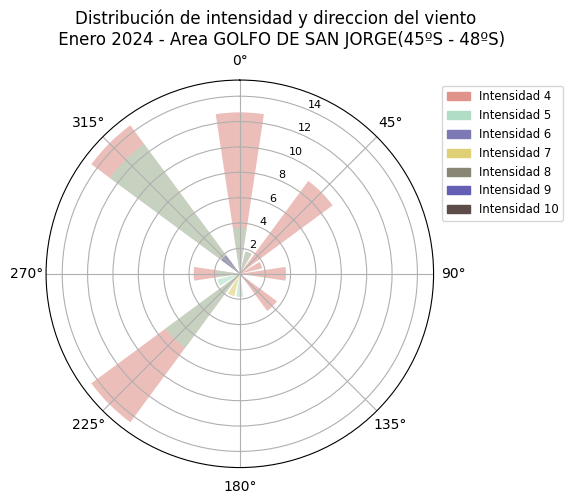 Distribución de intensidad y direccion del viento
Enero 2024 - Area GOLFO DE SAN JORGE(45ºS - 48ºS)
0°
45°
90°
135°
180°
225°
270°
315°
2
4
6
8
10
12
14
Intensidad 4
Intensidad 5
Intensidad 6
Intensidad 7
Intensidad 8
Intensidad 9
Intensidad 10